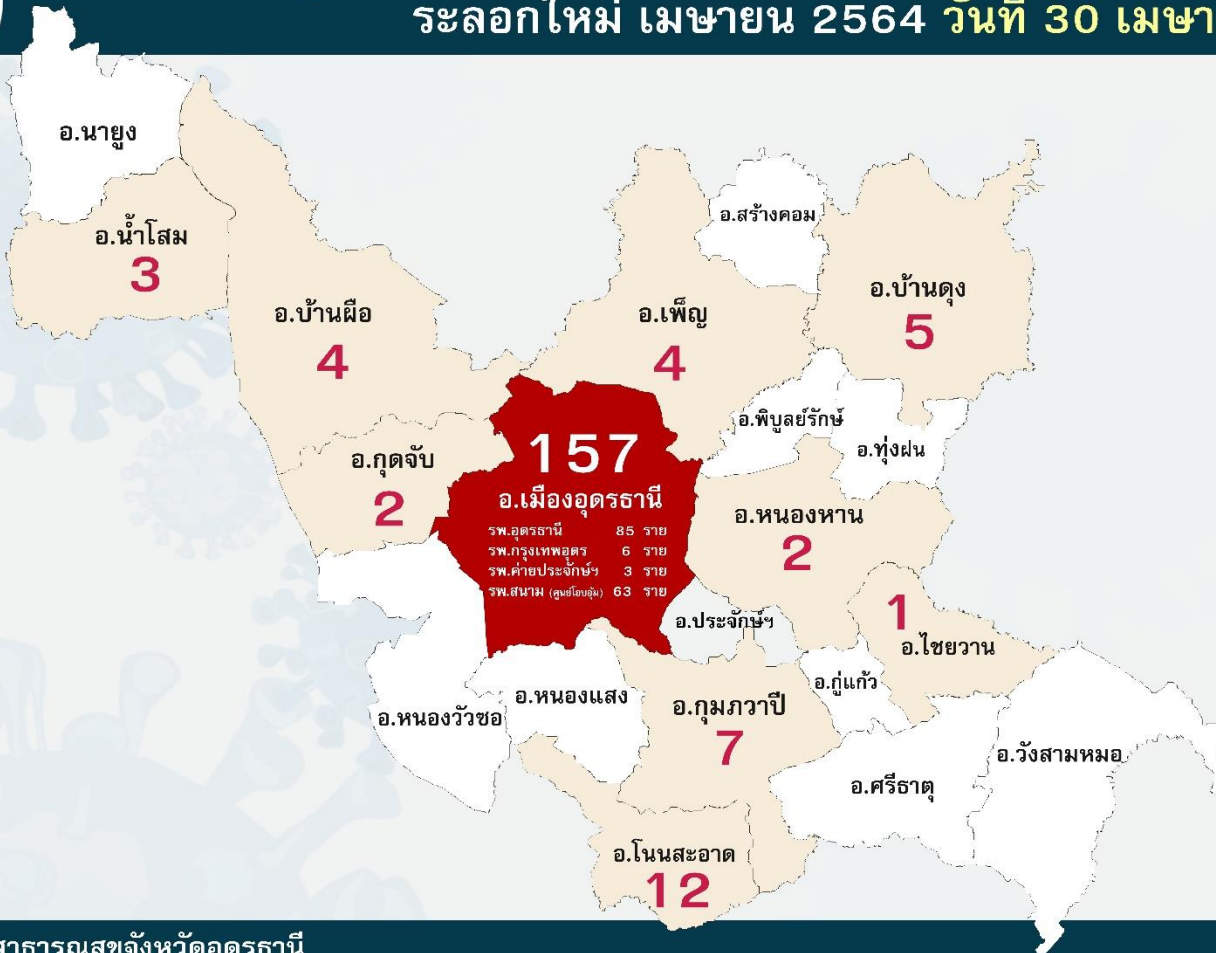 ระลอกใหม่ เมษายน 2564 วันที่ 30 เมษา
อ.นายูง
อ.น้ำโสม
3
อ.บ้านผือ
4
อ.เพ็ญ
4
อ.สร้างคอม
อ.บ้านดุง
5
อ.พิบูลย์รักษ์
อ.ทุ่งฝน
อ.กุดจับ
2
157
อ.เมืองอุดรธานี
รพ.อุดรธานี 85 ราย
รพ.กรุงเทพอุดร 6 ราย
รพ.ค่ายประจักษ์ฯ 3 ราย
รพ.สนาม (ศูนย์โอบอุ้ม) 63 ราย
อ.หนองหาน
2
อ.ประจักษ์ฯ
1
อ.ไชยวาน
อ.หนองวัวซอ
อ.หนองแสง
อ.กุมภวาปี
7
อ.กู่แก้ว
อ.ศรีธาตุ
อ.วังสามหมอ
อ.โนนสะอาด
12
สาธารณสุขจังหวัดอุดรธานี